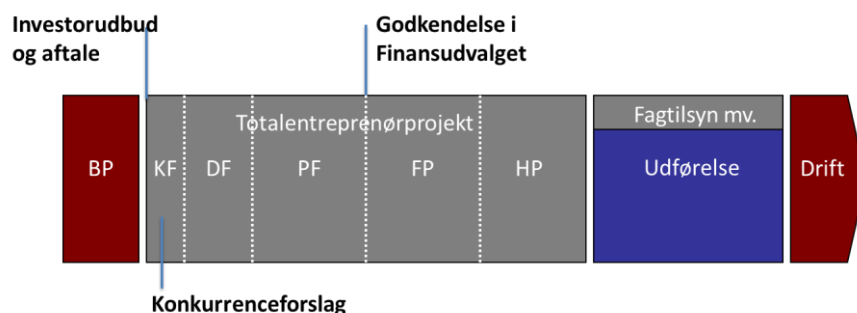 Investorudbud
og aftale
Godkendelse i
Finansudvalget
Totalentreprenørprojekt
Fagtilsyn mv.
BP
KF
DF
PF
FP
HP
Udførelse
Drift
Konkurrenceforslag